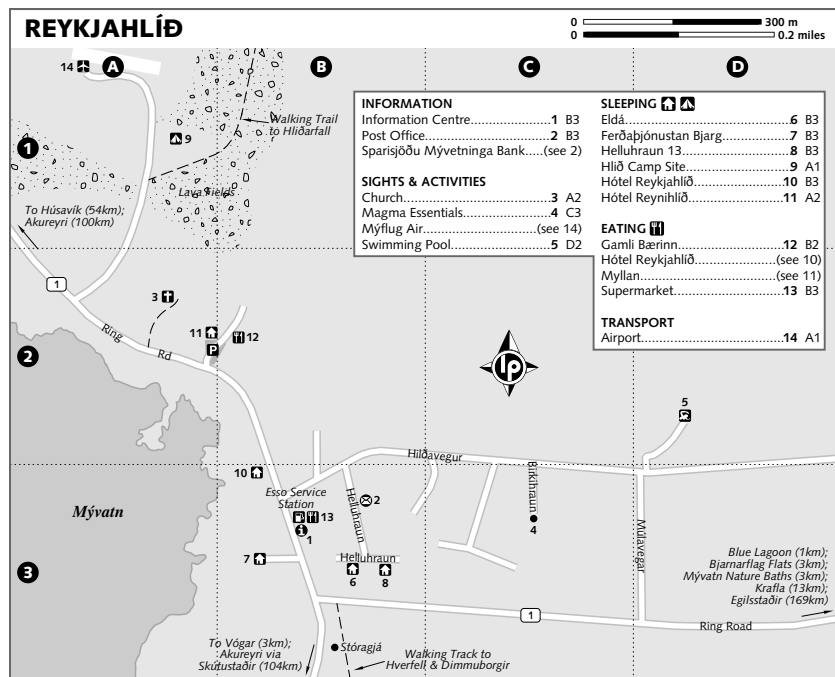 REYKJAHLÍÐ
0 300 m
0 0.2 miles
A
B
C
D
1
2
3
INFORMATION
Information Centre 1 B3
Post Office 2 B3
Sparisjöðu Mývetninga Bank.....(see 2)
SIGHTS & ACTIVITIES
Church 3 A2
Magma Essentials 4 C3
Mýflug Air (see 14)
Swimming Pool 5 D2
SLEEPING
Eldá 6 B3
Ferðaþjónustan Bjarg 7 B3
Helluhraun 13 8 B3
Hlið Camp Site 9 A1
Hótel Reykjahlíð 10 B3
Hótel Reynihlíð 11 A2
EATING
Gamli Bærinn 12 B2
Hótel Reykjahlíð (see 10)
Myllan (see 11)
Supermarket 13 B3
TRANSPORT
Airport 14 A1
14
9
Walking Trail
to Hliðarfall
Lava Fields
To Húsavík (54km);
Akureyri (100km)
1
3
11
P
12
Ring
Rd
lp
5
Hliðavegur
10
Esso Service
Station
13
1
Helluhraun
2
Birkihraun
4
Múlavegar
Mývatn
7
Helluhraun
6
8
Blue Lagoon (1km);
Bjarnarflag Flats (3km);
Mývatn Nature Baths (3km);
Krafla (13km);
Egilsstaðir (169km)
1
Ring Road
To Vógar (3km);
Akureyri via
Skútustaðir (104km)
Stóragjá
Walking Track to
Hverfell & Dimmuborgir